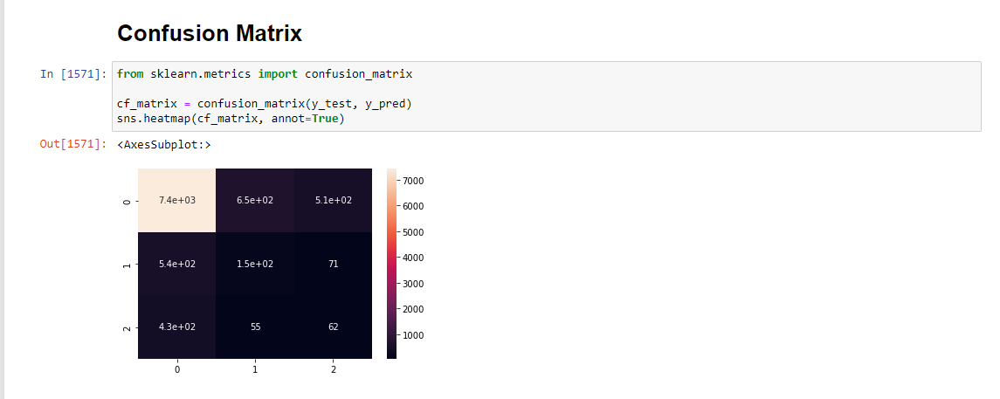 Confusion Matrix
In [1571]: from sklearn.metrics import confusion_matrix
cf_matrix = confusion_matrix(y_test, y_pred)
sns.heatmap(cf_matrix, annot=True)
Out[1571]: <AxesSubplot:>
0 7.4e+03 6.5e+02 5.1e+02
1 5.4e+02 1.5e+02 71
2 4.3e+02 55 62
0 1 2
7000
6000
5000
4000
3000
2000
1000